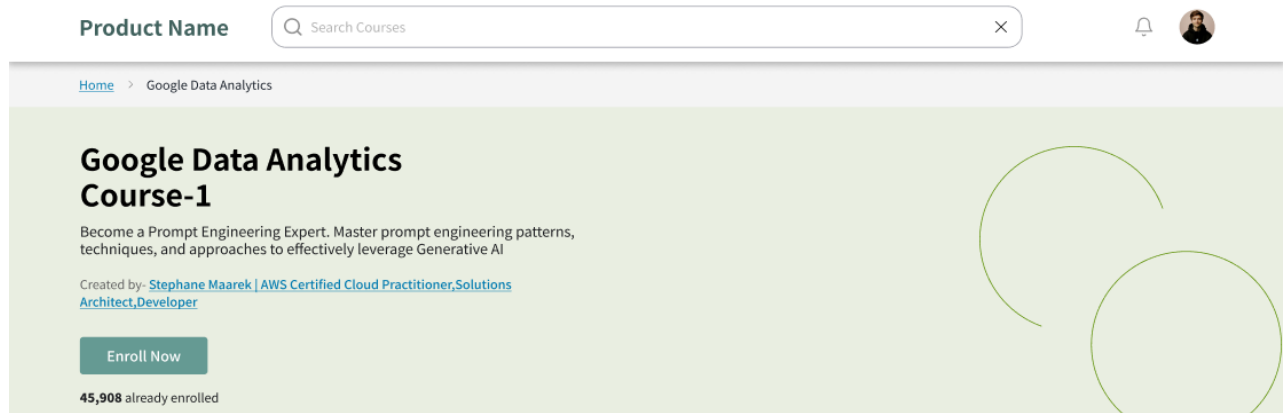 Product Name
Search Courses
Home > Google Data Analytics
Google Data Analytics
Course-1
Become a Prompt Engineering Expert. Master prompt engineering patterns,
techniques, and approaches to effectively leverage Generative AI
Created by- Stephane Maarek | AWS Certified Cloud Practitioner,Solutions
Architect,Developer
Enroll Now
45,908 already enrolled